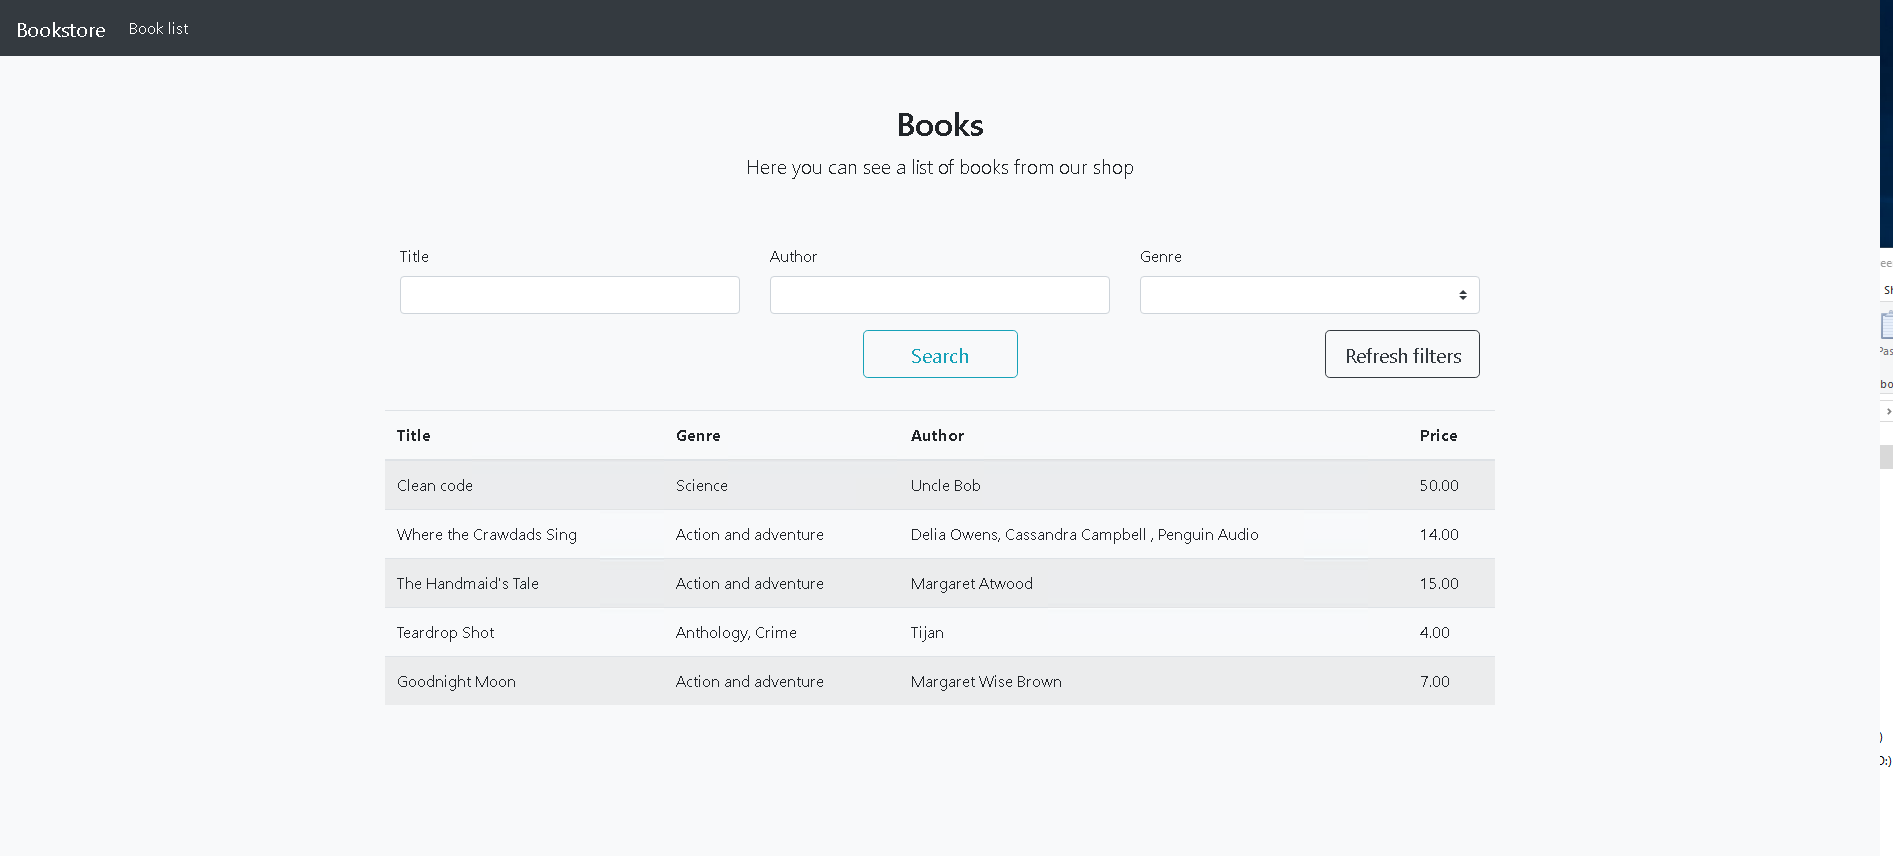 Bookstore Book list
Books
Here you can see a list of books from our shop
Title Author Genre
Search Refresh filters
Title Genre Author Price
Clean code Science Uncle Bob 50.00
Where the Crawdads Sing Action and adventure Delia Owens, Cassandra Campbell , Penguin Audio 14.00
The Handmaid's Tale Action and adventure Margaret Atwood 15.00
Teardrop Shot Anthology, Crime Tijan 4.00
Goodnight Moon Action and adventure Margaret Wise Brown 7.00